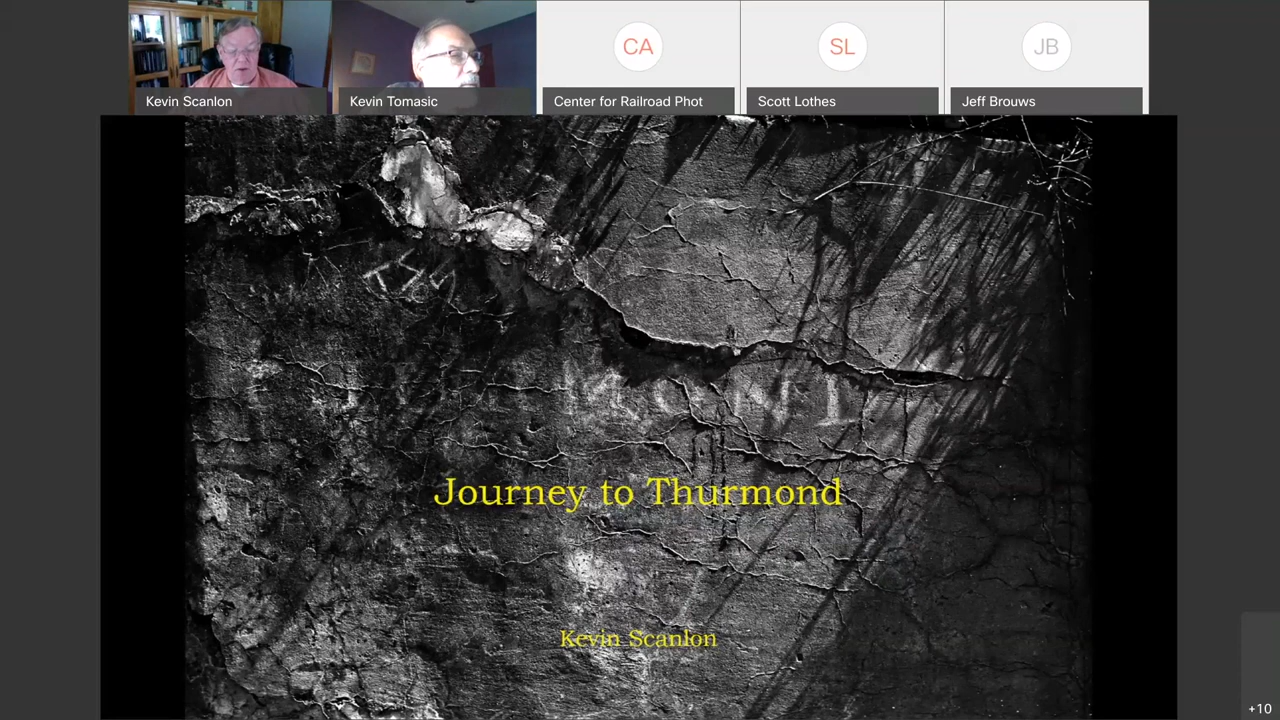 CA
SL
JB
Kevin Scanlon
Kevin Tomasic
Center for Railroad Phot
Scott Lothes
Jeff Brouws
Journey to Thurmond
Kevin Scanlon
+10